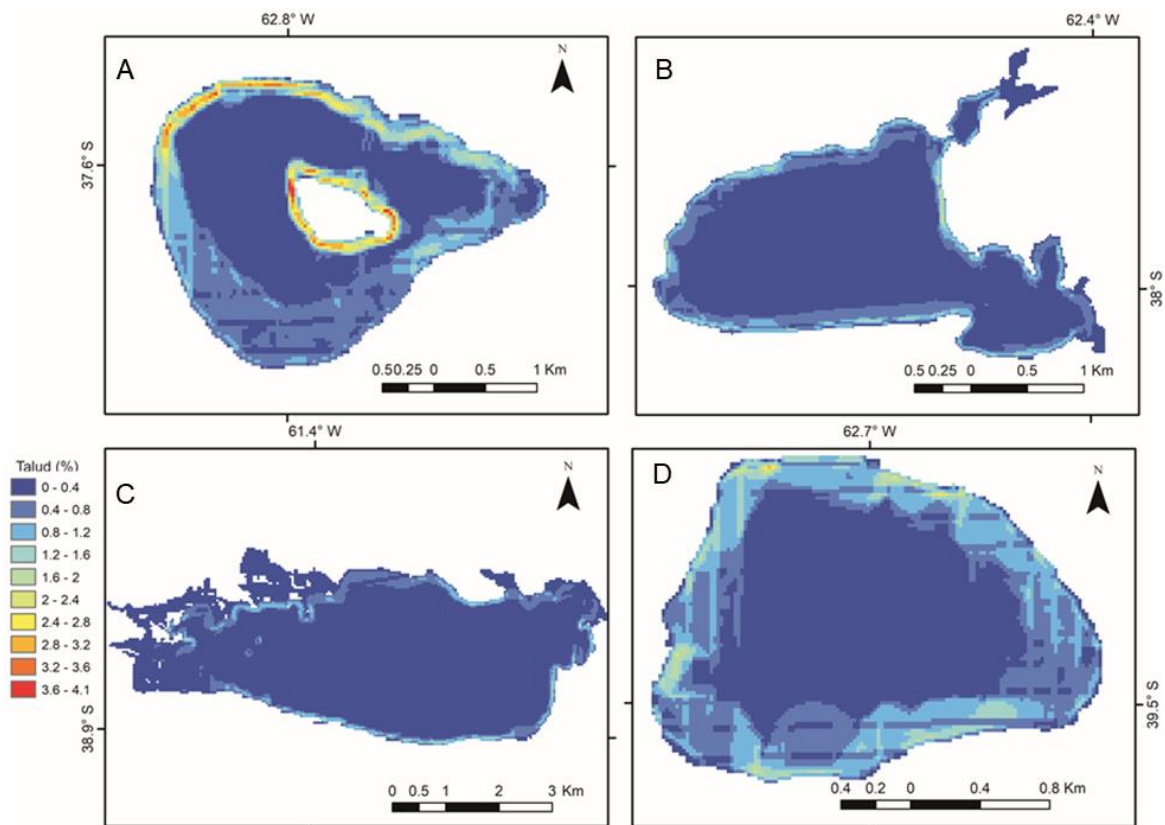 62.8° W
62.4° W
A
N
B
37.6° S
38° S
0.5 0.25 0 0.5 1 Km
0.5 0.25 0 0.5 1 Km
61.4° W
62.7° W
Talud (%)
0 - 0.4
0.4 - 0.8
0.8 - 1.2
1.2 - 1.6
1.6 - 2
2 - 2.4
2.4 - 2.8
2.8 - 3.2
3.2 - 3.6
3.6 - 4.1
C
N
D
N
38.9° S
39.5° S
0 0.5 1 2 3 Km
0.4 0.2 0 0.4 0.8 Km